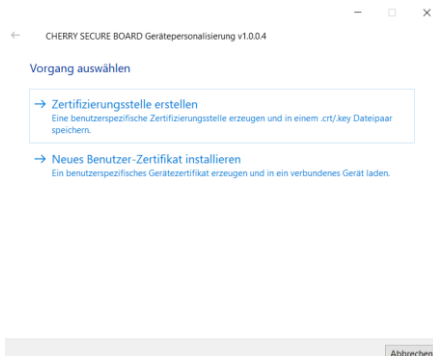 CHERRY SECURE BOARD Gerätepersonalisierung v1.0.0.4
Vorgang auswählen
Zertifizierungsstelle erstellen
Eine benutzerspezifische Zertifizierungsstelle erzeugen und in einem .crt/.key Dateipaar
speichern.
Neues Benutzer-Zertifikat installieren
Ein benutzerspezifisches Gerätezertifikat erzeugen und in ein verbundenes Gerät laden.
Abbrechen